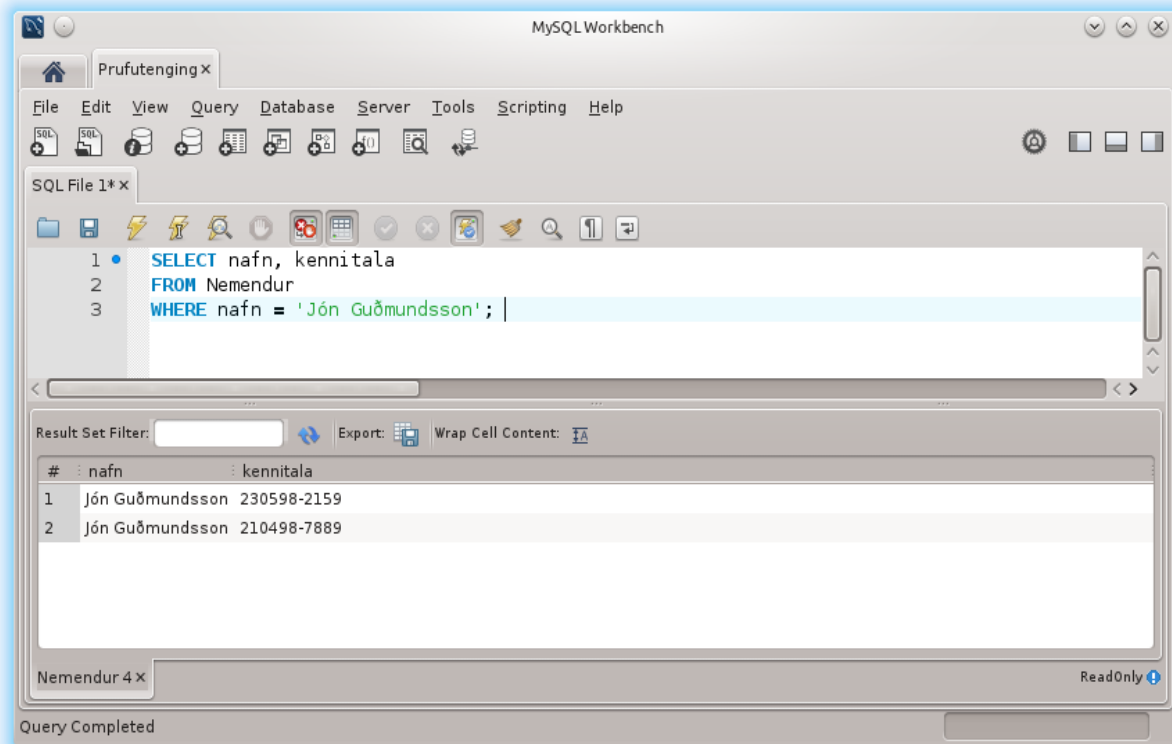 MySQL Workbench
Prufutenging
File Edit View Query Database Server Tools Scripting Help
SQL File 1*
1 SELECT nafn, kennitala
2 FROM Nemendur
3 WHERE nafn = 'Jón Guðmundsson';
Result Set Filter: Export: Wrap Cell Content:
# nafn kennitala
1 Jón Guðmundsson 230598-2159
2 Jón Guðmundsson 210498-7889
Nemendur 4 ReadOnly
Query Completed